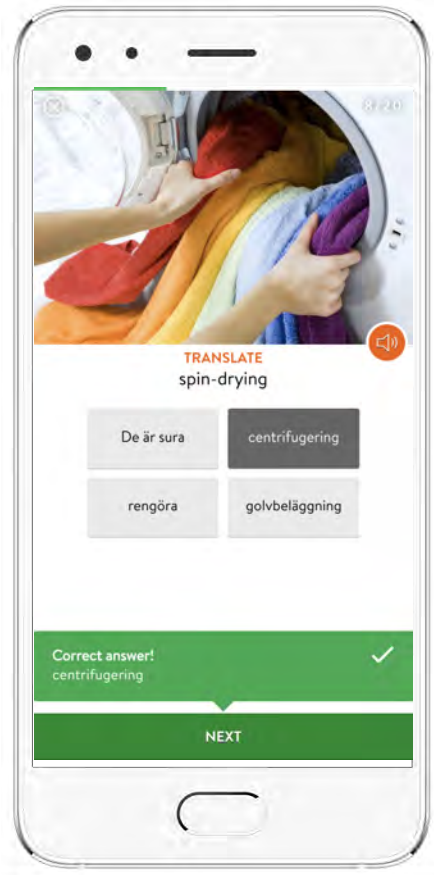 8 / 20
TRANSLATE
spin-drying
De är sura
centrifugering
rengöra
golvbeläggning
Correct answer!
centrifugering
NEXT